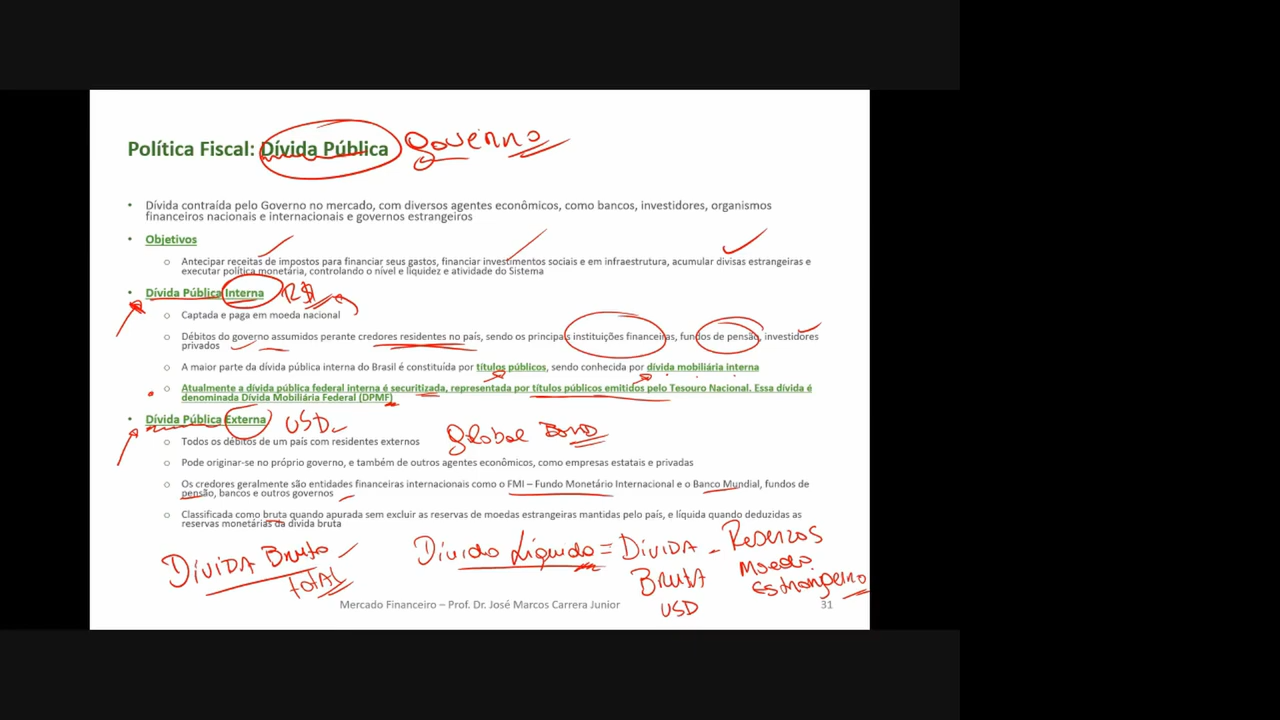 Política Fiscal: Dívida Pública governo
• Dívida contraída pelo Governo no mercado, com diversos agentes econômicos, como bancos, investidores, organismos
financeiros nacionais e internacionais e governos estrangeiros
• Objetivos
o Antecipar receitas de impostos para financiar seus gastos, financiar investimentos sociais e em infraestrutura, acumular divisas estrangeiras e
executar política monetária, controlando o nível e liquidez e atividade do Sistema
• Dívida Pública Interna R$
o Captada e paga em moeda nacional
o Débitos do governo assumidos perante credores residentes no país, sendo os principais instituições financeiras, fundos de pensão, investidores
privados
o A maior parte da dívida pública interna do Brasil é constituída por títulos públicos, sendo conhecida por dívida mobiliária interna
o Atualmente a dívida pública federal interna é securitizada, representada por títulos públicos emitidos pelo Tesouro Nacional. Essa dívida é
denominada Dívida Mobiliária Federal (DPMF)
• Dívida Pública Externa USD
o Todos os débitos de um país com residentes externos Global Bond
o Pode originar-se no próprio governo, e também de outros agentes econômicos, como empresas estatais e privadas
o Os credores geralmente são entidades financeiras internacionais como o FMI – Fundo Monetário Internacional e o Banco Mundial, fundos de
pensão, bancos e outros governos
o Classificada como bruta quando apurada sem excluir as reservas de moedas estrangeiras mantidas pelo país, e líquida quando deduzidas as
reservas monetárias da dívida bruta
Dívida Bruta
total
Dívida Líquida = Dívida - Reservas
Bruta Moeda
USD Estrangeira
Mercado Financeiro – Prof. Dr. José Marcos Carrera Junior 31